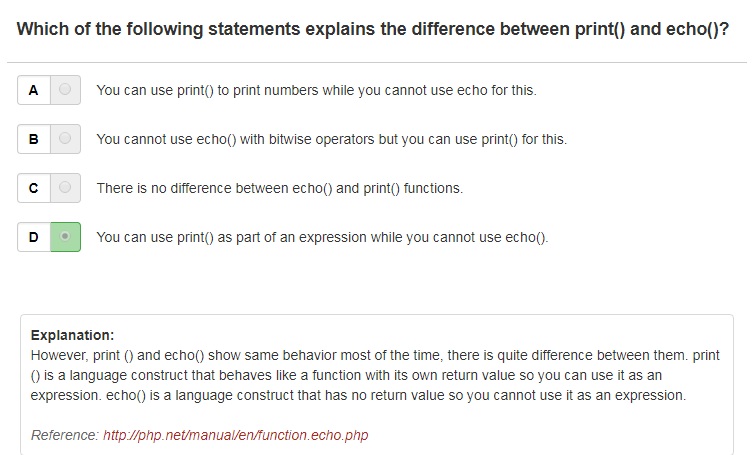 Which of the following statements explains the difference between print() and echo()?
A You can use print() to print numbers while you cannot use echo for this.
B You cannot use echo() with bitwise operators but you can use print() for this.
C There is no difference between echo() and print() functions.
D You can use print() as part of an expression while you cannot use echo().
Explanation:
However, print () and echo() show same behavior most of the time, there is quite difference between them. print
() is a language construct that behaves like a function with its own return value so you can use it as an
expression. echo() is a language construct that has no return value so you cannot use it as an expression.
Reference: http://php.net/manual/en/function.echo.php